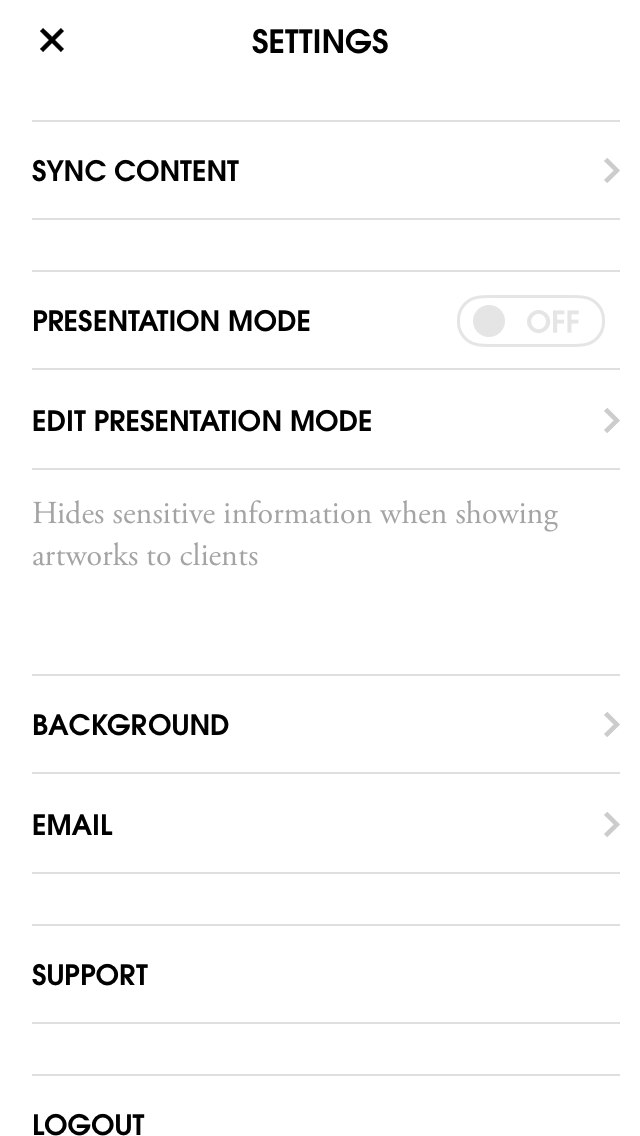 SETTINGS
SYNC CONTENT
PRESENTATION MODE
OFF
EDIT PRESENTATION MODE
Hides sensitive information when showing
artworks to clients
BACKGROUND
EMAIL
SUPPORT
LOGOUT